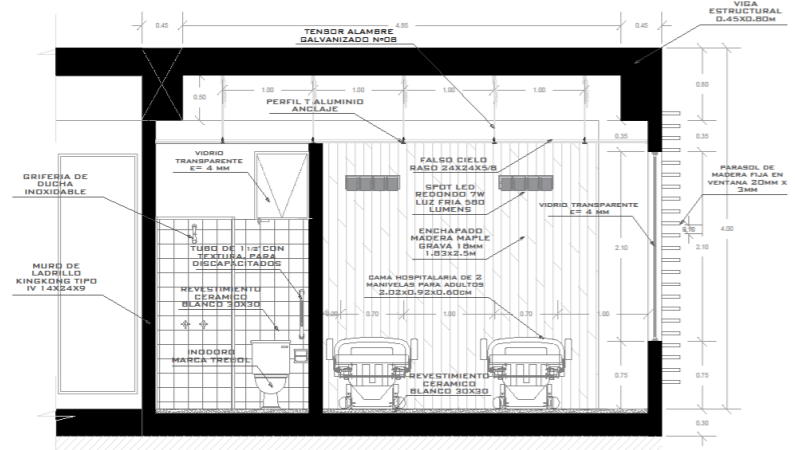 VIGA
ESTRUCTURAL
0.45X0.80M
0.45
4.85
0.45
TENSOR ALAMBRE
GALVANIZADO Nº08
0.50
1.00
1.00
1.00
1.00
0.60
PERFIL T ALUMINIO
ANCLAJE
0.35
0.35
VIDRIO
TRANSPARENTE
E= 4 MM
FALSO CIELO
RASO 24X24X5/8
GRIFERIA DE
DUCHA
INOXIDABLE
SPOT LED
REDONDO 7W
LUZ FRIA 580
LUMENS
PARASOL DE
MADERA FIJA EN
VENTANA 20MM X
3MM
VIDRIO TRANSPARENTE
E= 4 MM
0.10
4.00
ENCHAPADO
MADERA MAPLE
GRAVA 18MM
1.83X2.5M
2.10
2.10
TUBO DE 1 1/2" CON
TEXTURA, PARA
DISCAPACITADOS
MURO DE
LADRILLO
KINGKONG TIPO
IV 14X24X9
CAMA HOSPITALARIA DE 2
MANIVELAS PARA ADULTOS
2.02X0.92X0.60CM
REVESTIMIENTO
CERAMICO
BLANCO 30X30
0.70
1.00
0.70
1.00
INODORO
MARCA TREBOL
REVESTIMIENTO
CERAMICO
BLANCO 30X30
0.75
0.75
0.30